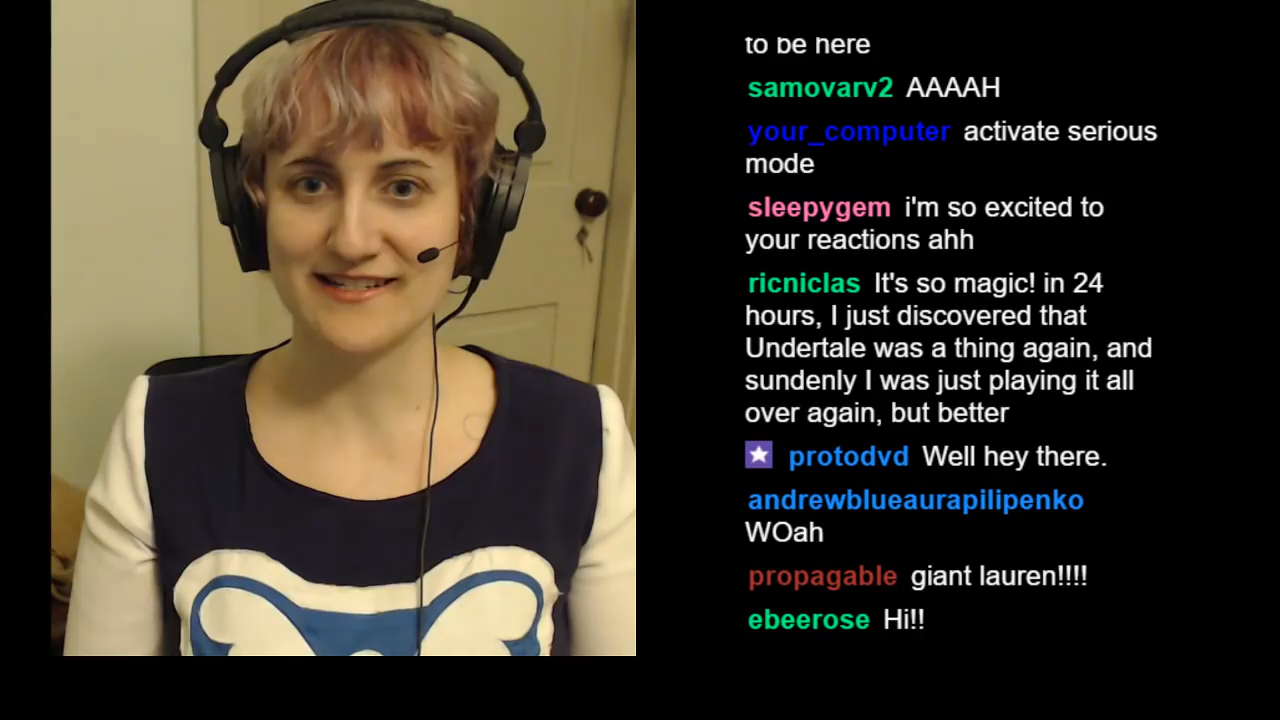 to be here
samovarv2 AAAAH
your_computer activate serious
mode
sleepygem i'm so excited to
your reactions ahh
ricniclas It's so magic! in 24
hours, I just discovered that
Undertale was a thing again, and
sundenly I was just playing it all
over again, but better
protodvd Well hey there.
andrewblueaurapilipenko
WOah
propagable giant lauren!!!!
ebeerose Hi!!